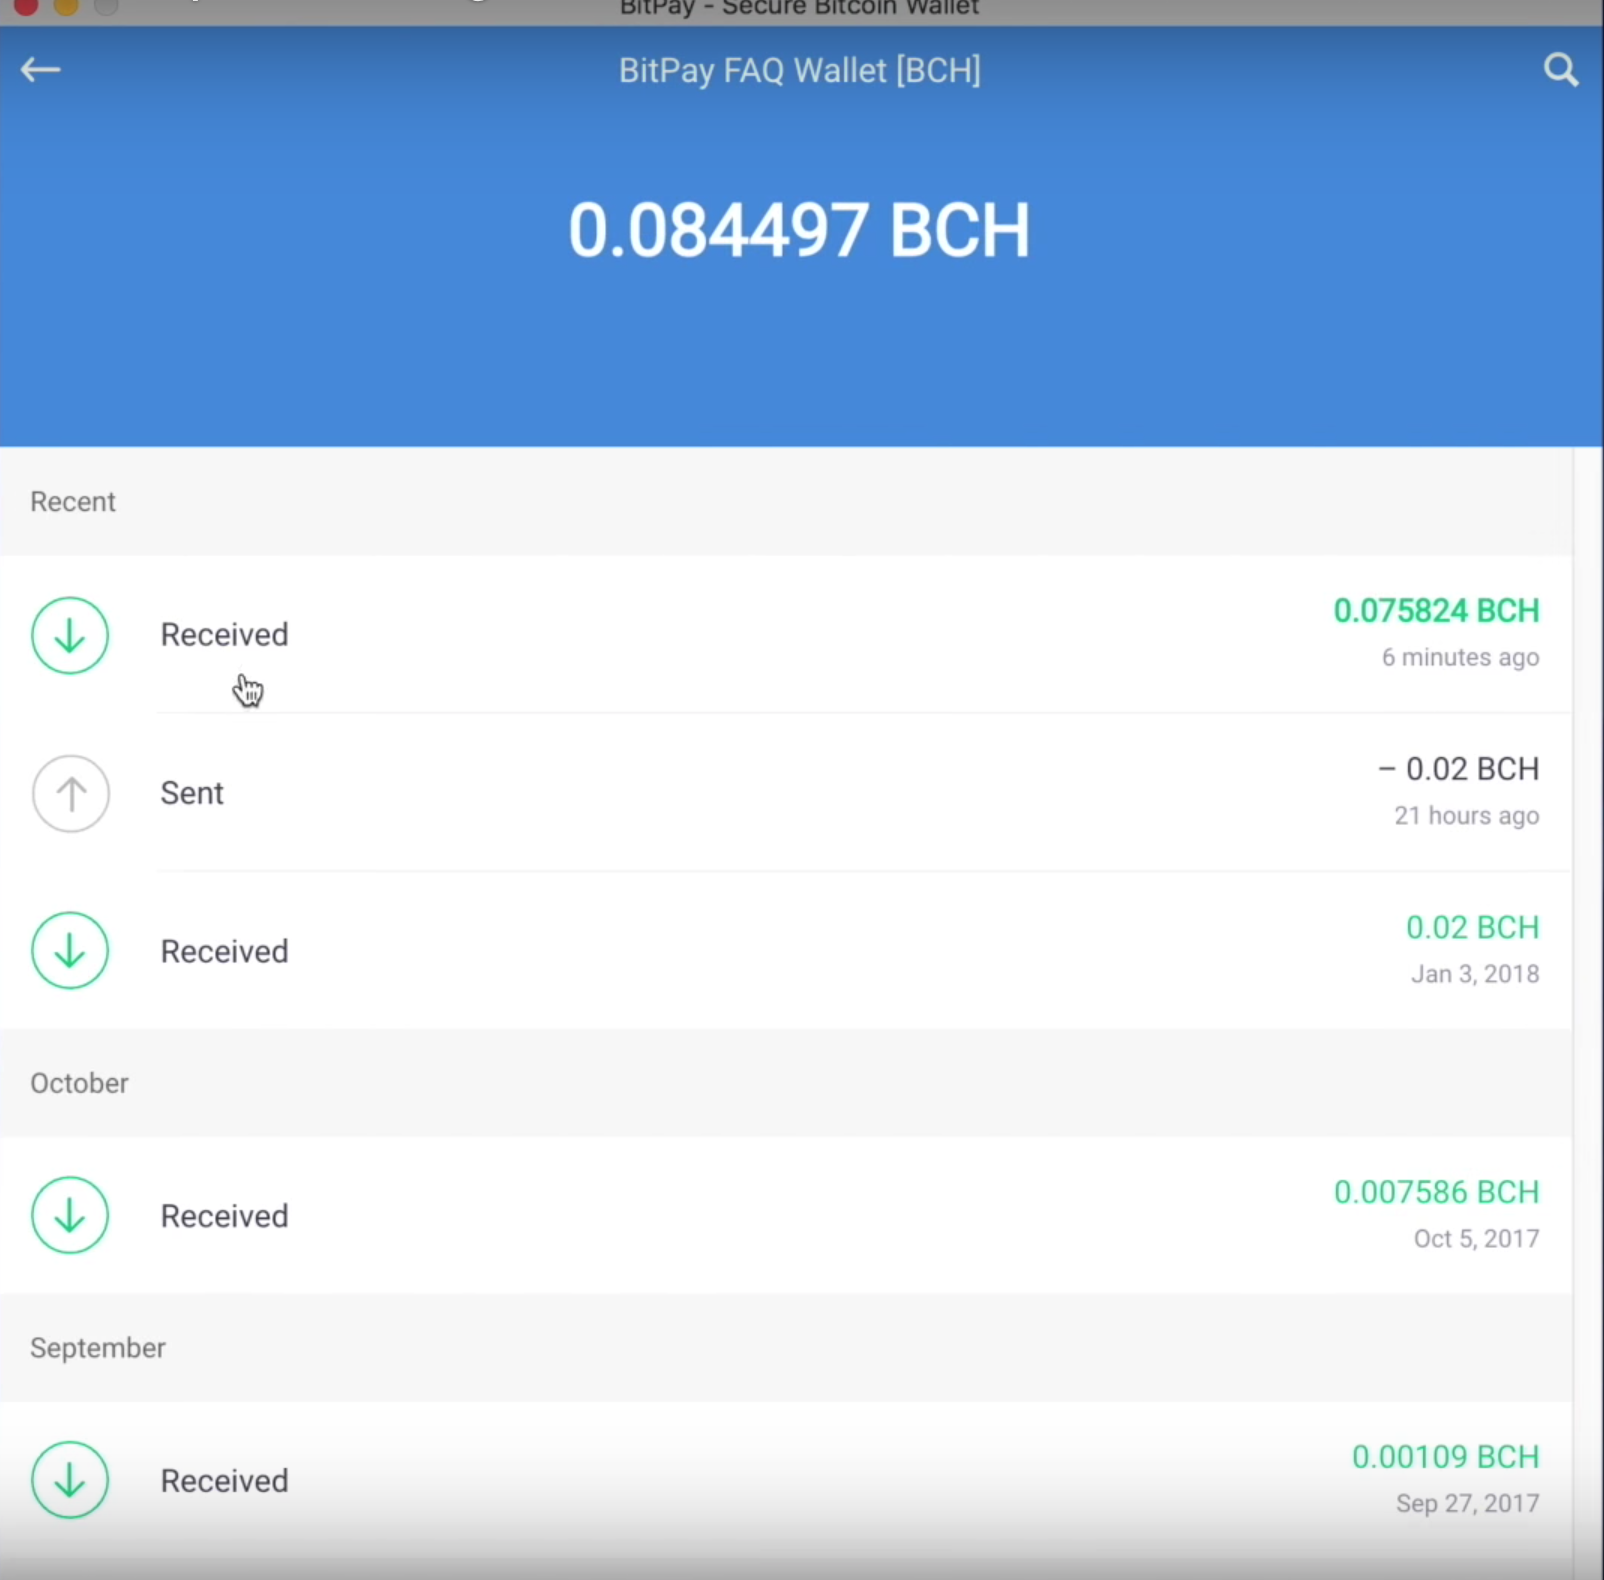 BitPay - Secure Bitcoin Wallet
BitPay FAQ Wallet [BCH]
0.084497 BCH
Recent
Received
0.075824 BCH
6 minutes ago
Sent
– 0.02 BCH
21 hours ago
Received
0.02 BCH
Jan 3, 2018
October
Received
0.007586 BCH
Oct 5, 2017
September
Received
0.00109 BCH
Sep 27, 2017